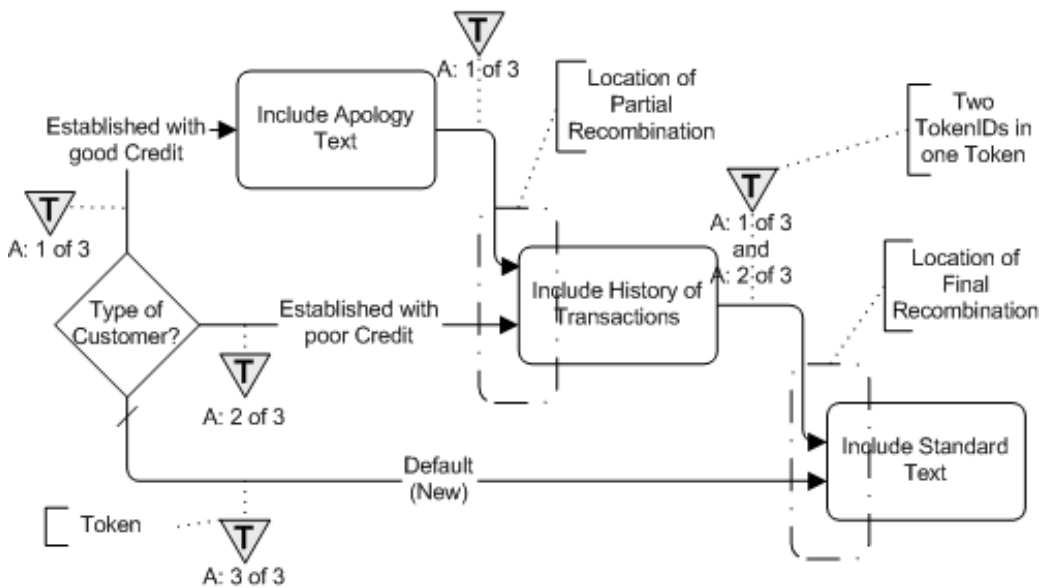 T
A: 1 of 3
Location of
Partial
Recombination
Two
TokenIDs in
one Token
Include Apology
Text
Established with
good Credit
T
A: 1 of 3
T
A: 1 of 3
and
A: 2 of 3
Location of
Final
Recombination
Type of
Customer?
Established with
poor Credit
Include History of
Transactions
T
A: 2 of 3
Include Standard
Text
Default
(New)
Token
T
A: 3 of 3